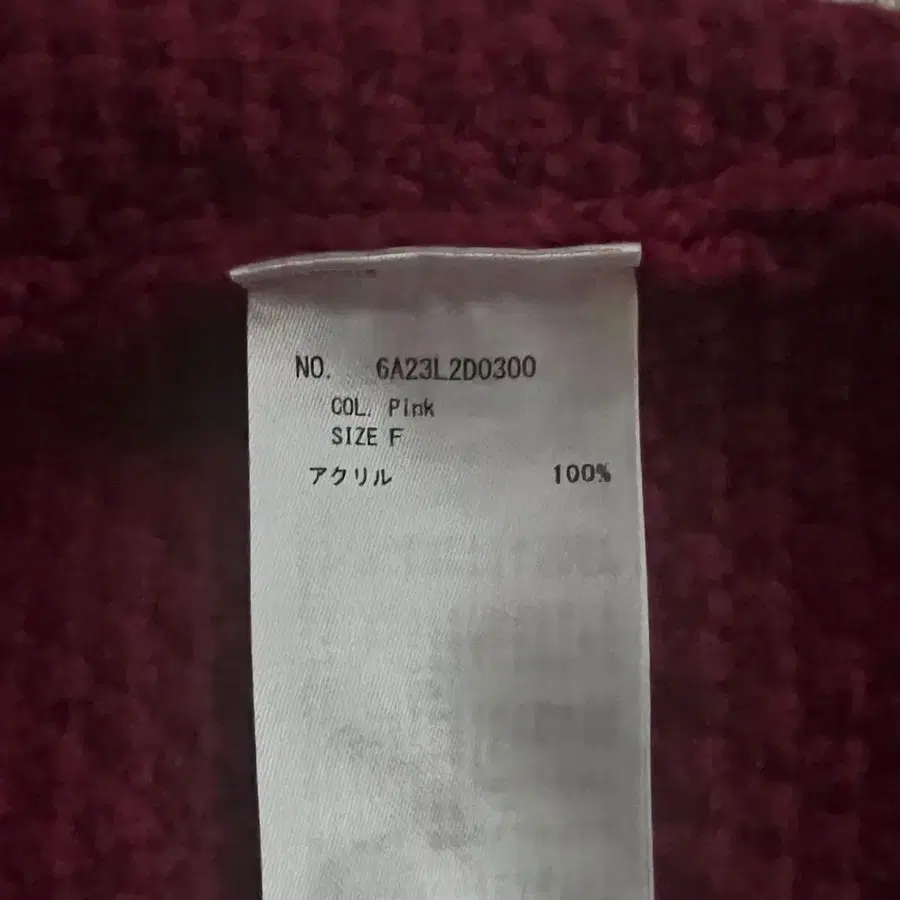 NO. 6A23L2D0300
COL. Pink
SIZE F
アクリル 100%